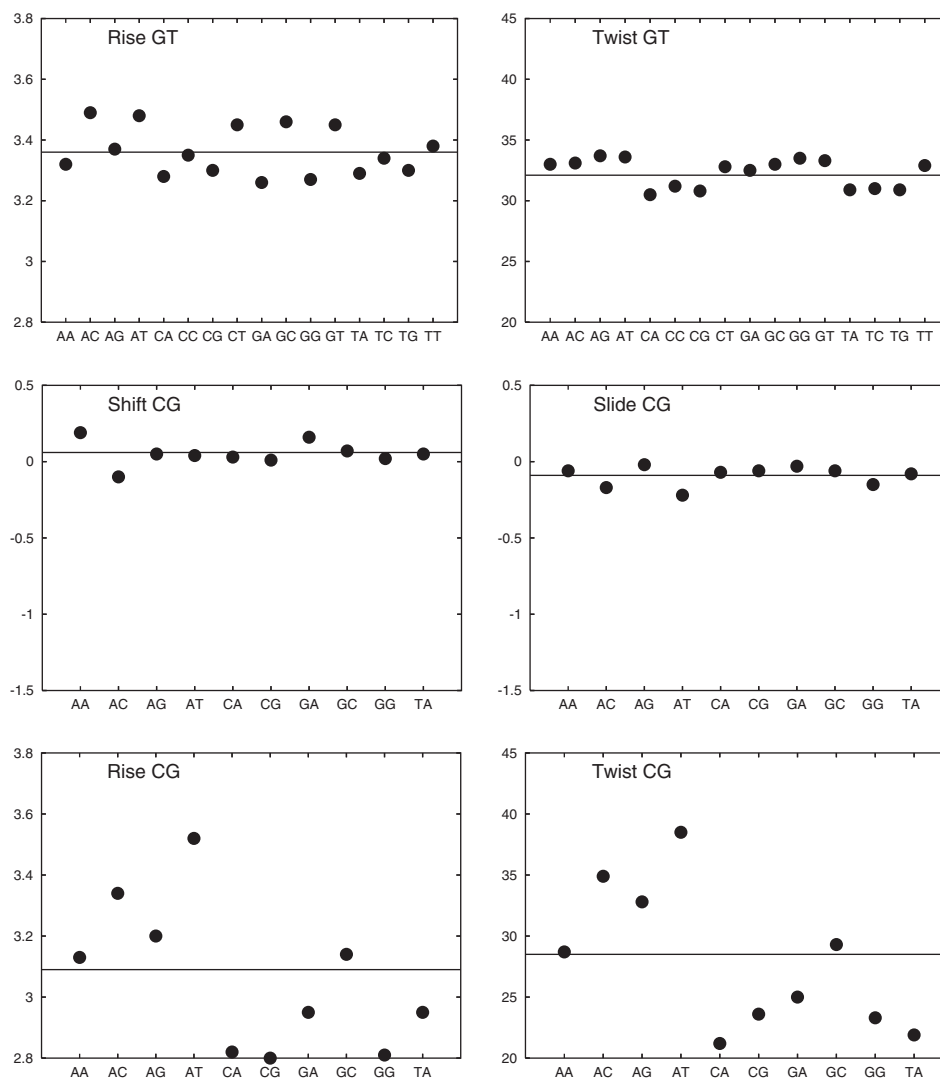 Rise GT
3.8
3.6
3.4
3.2
3
2.8
AA AC AG AT CA CC CG CT GA GC GG GT TA TC TG TT
Twist GT
45
40
35
30
25
20
AA AC AG AT CA CC CG CT GA GC GG GT TA TC TG TT
Shift CG
0.5
0
-0.5
-1
-1.5
AA AC AG AT CA CG GA GC GG TA
Slide CG
0.5
0
-0.5
-1
-1.5
AA AC AG AT CA CG GA GC GG TA
Rise CG
3.8
3.6
3.4
3.2
3
2.8
AA AC AG AT CA CG GA GC GG TA
Twist CG
45
40
35
30
25
20
AA AC AG AT CA CG GA GC GG TA